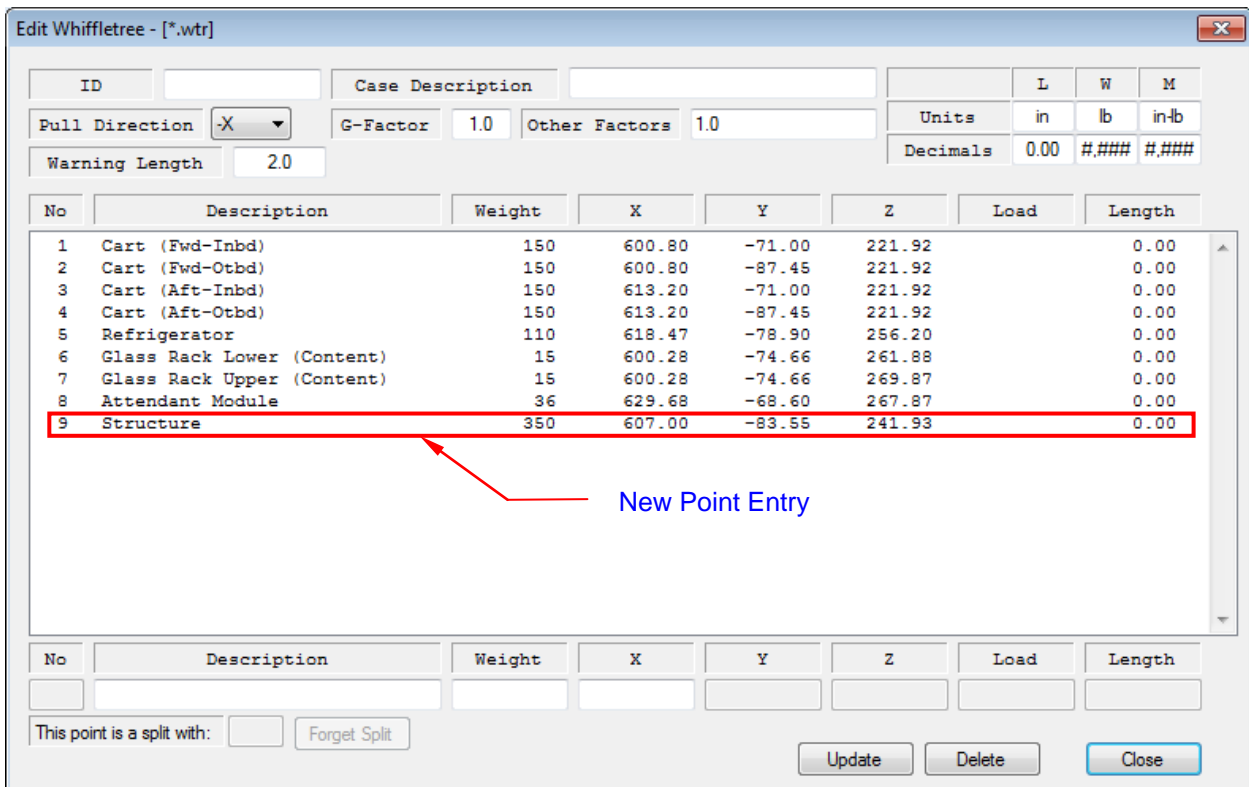 Edit Whiffletree - [*.wtr]
ID Case Description L W M
Pull Direction -X G-Factor 1.0 Other Factors 1.0 Units in lb in-lb
Warning Length 2.0 Decimals 0.00 #,### #,###
No Description Weight X Y Z Load Length
1 Cart (Fwd-Inbd) 150 600.80 -71.00 221.92 0.00
2 Cart (Fwd-Otbd) 150 600.80 -87.45 221.92 0.00
3 Cart (Aft-Inbd) 150 613.20 -71.00 221.92 0.00
4 Cart (Aft-Otbd) 150 613.20 -87.45 221.92 0.00
5 Refrigerator 110 618.47 -78.90 256.20 0.00
6 Glass Rack Lower (Content) 15 600.28 -74.66 261.88 0.00
7 Glass Rack Upper (Content) 15 600.28 -74.66 269.87 0.00
8 Attendant Module 36 629.68 -68.60 267.87 0.00
9 Structure 350 607.00 -83.55 241.93 0.00
New Point Entry
No Description Weight X Y Z Load Length
This point is a split with: Forget Split
Update Delete Close